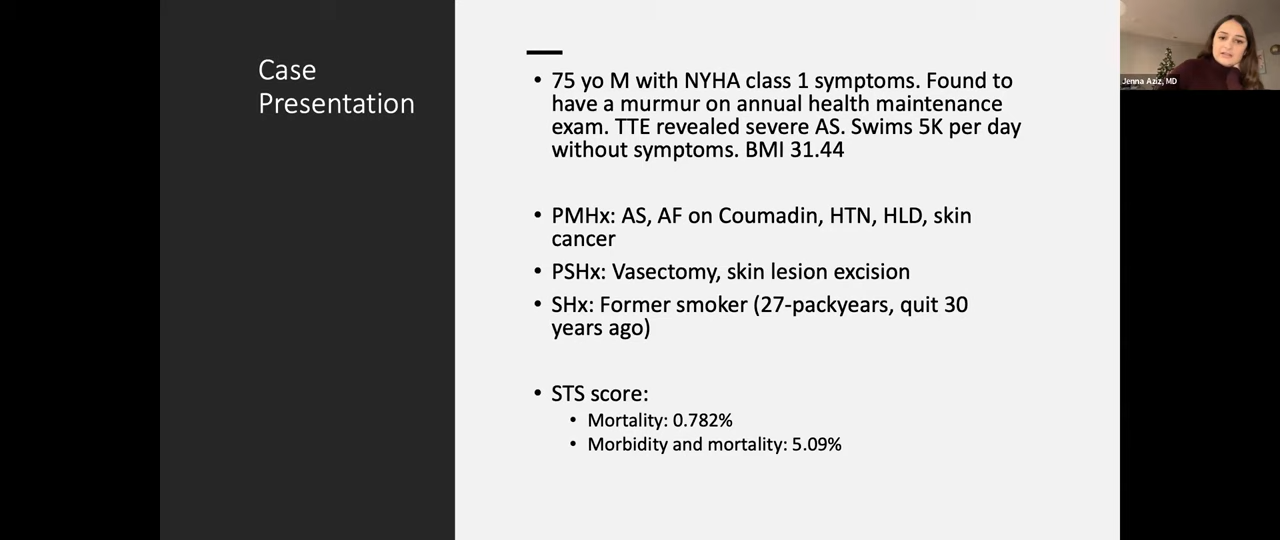 Case
Presentation
• 75 yo M with NYHA class 1 symptoms. Found to
have a murmur on annual health maintenance
exam. TTE revealed severe AS. Swims 5K per day
without symptoms. BMI 31.44
• PMHx: AS, AF on Coumadin, HTN, HLD, skin
cancer
• PSHx: Vasectomy, skin lesion excision
• SHx: Former smoker (27-packyears, quit 30
years ago)
• STS score:
• Mortality: 0.782%
• Morbidity and mortality: 5.09%
Jenna Aziz, MD